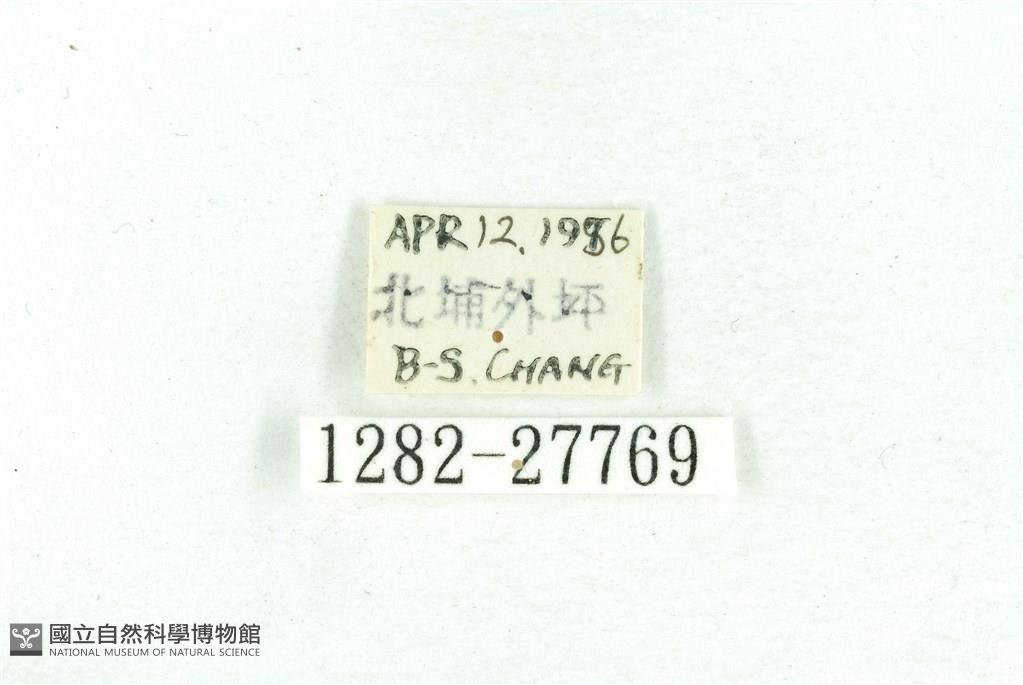 APR 12. 1986
北埔外坪
B-S. CHANG
1282-27769
國立自然科學博物館
NATIONAL MUSEUM OF NATURAL SCIENCE